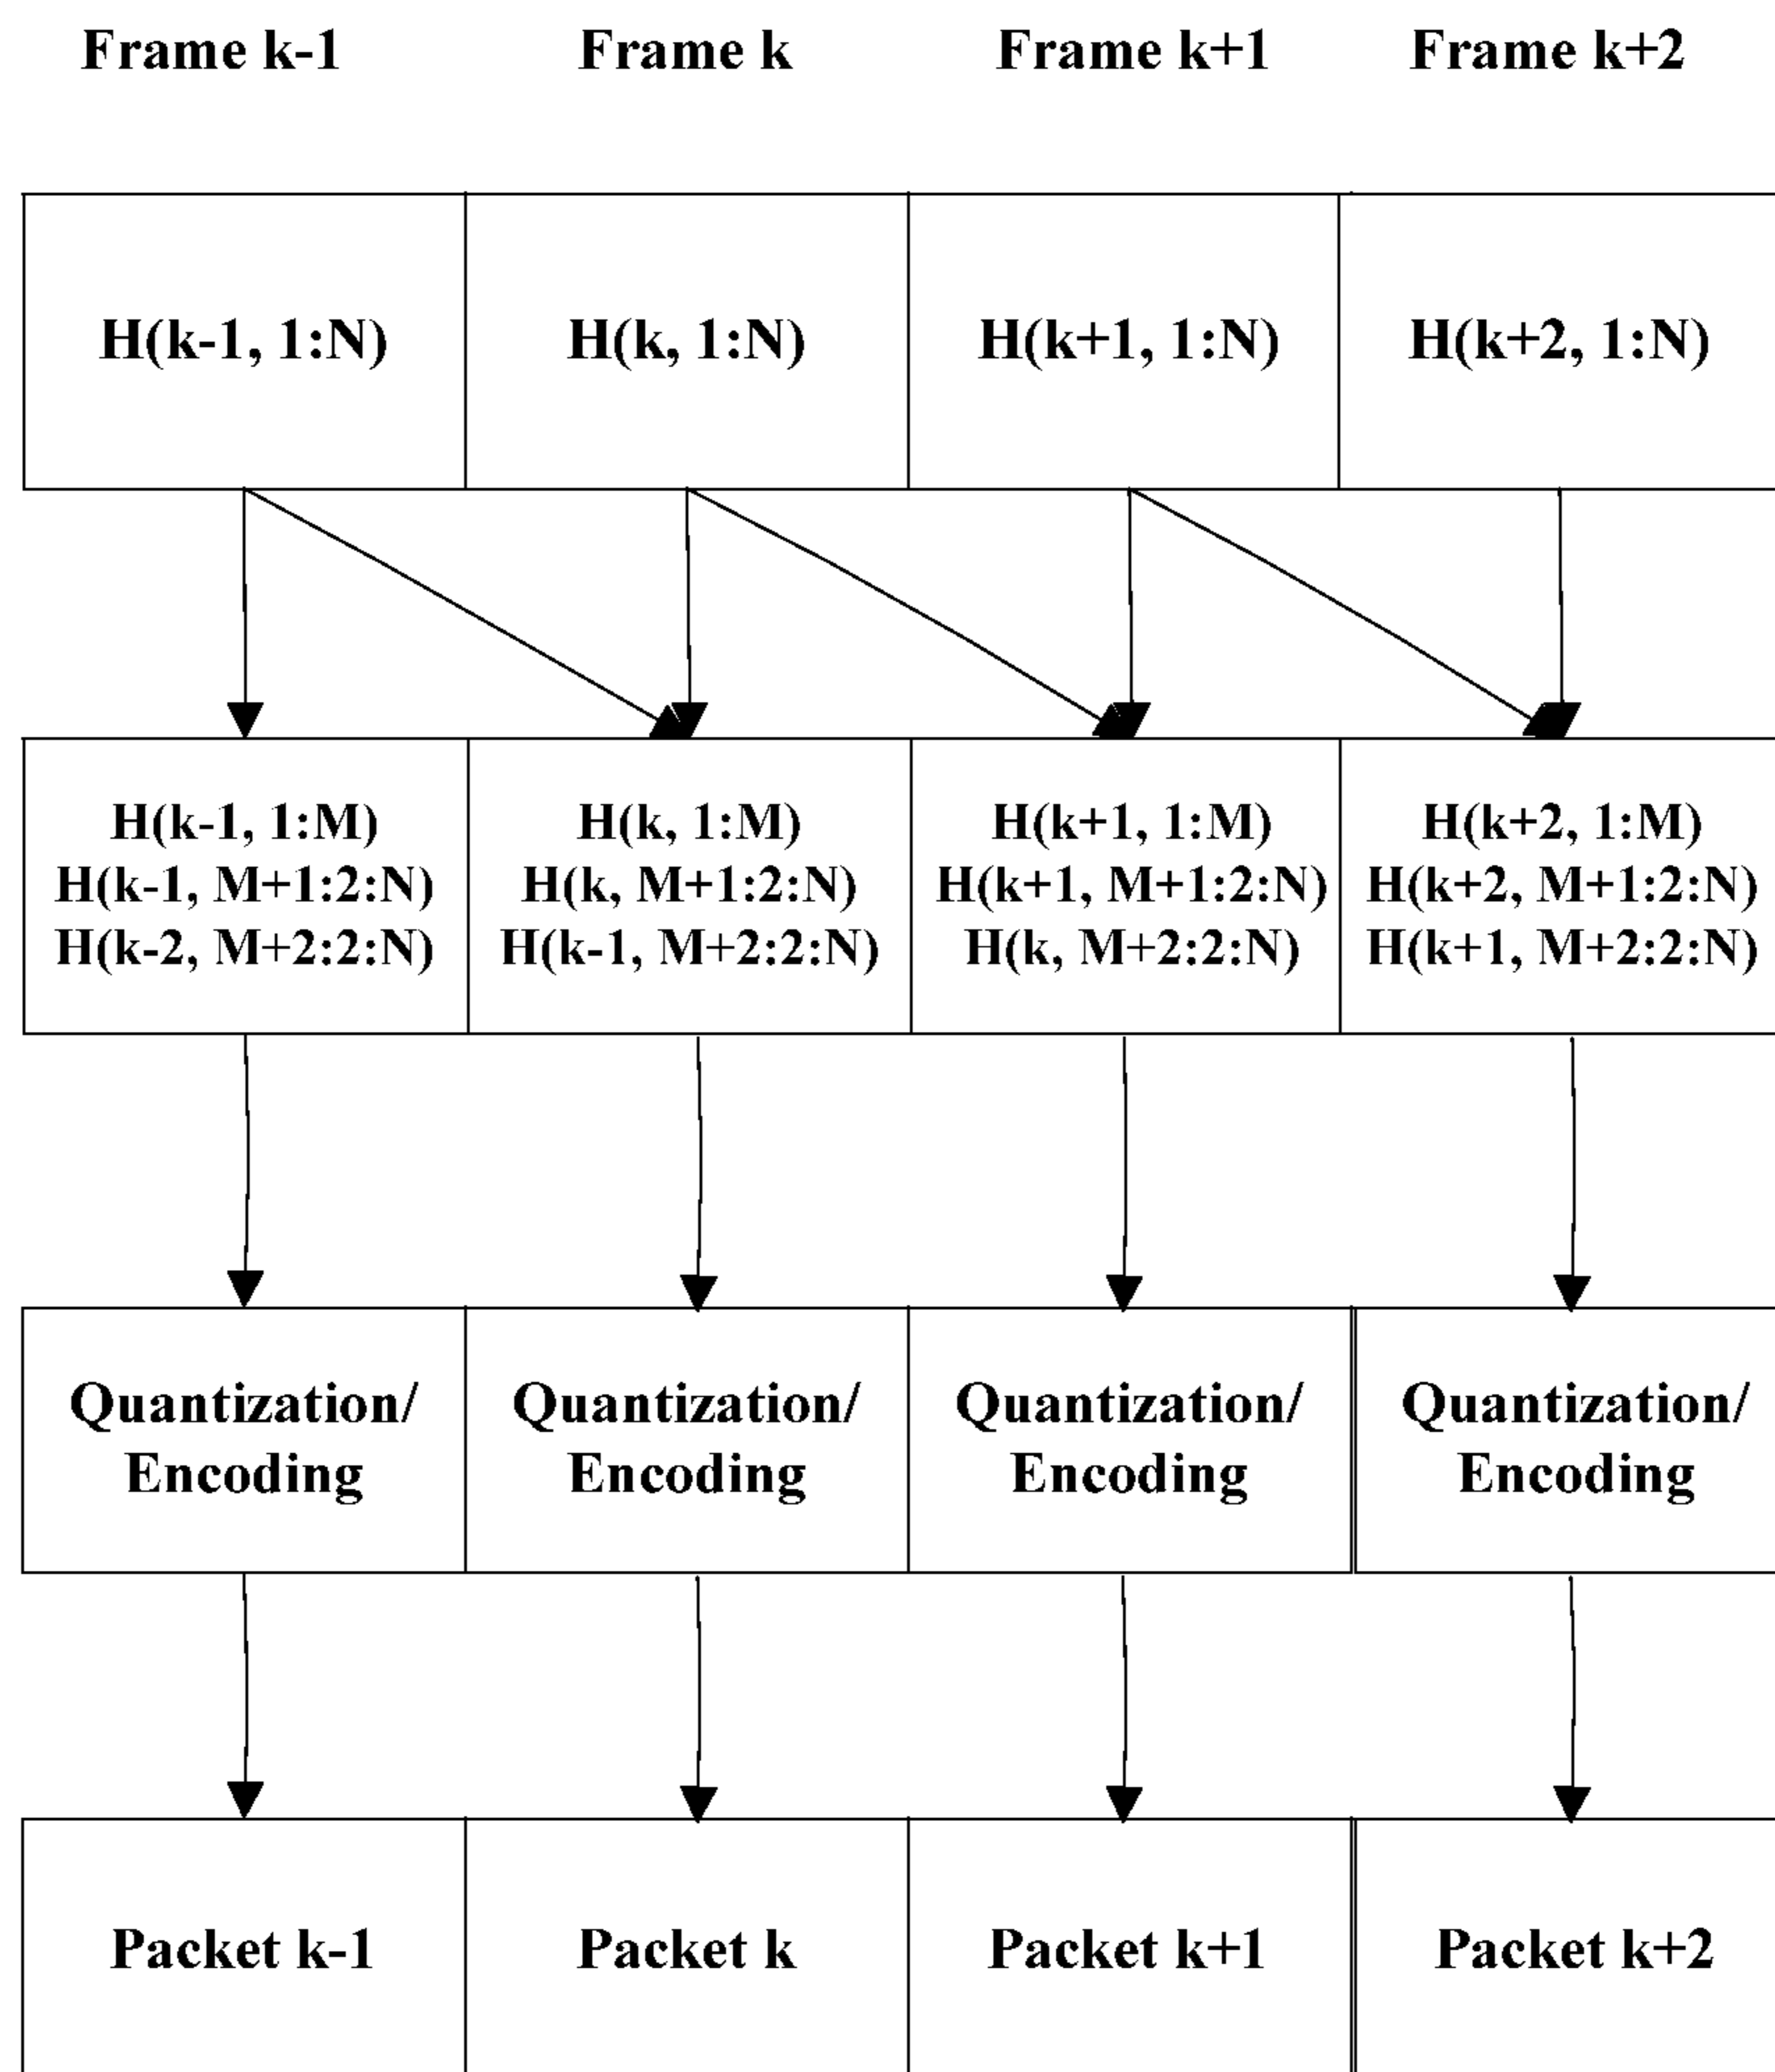 Frame k-1
Frame k
Frame k+1
Frame k+2
H(k-1, 1:N)
H(k, 1:N)
H(k+1, 1:N)
H(k+2, 1:N)
H(k-1, 1:M)
H(k-1, M+1:2:N)
H(k-2, M+2:2:N)
H(k, 1:M)
H(k, M+1:2:N)
H(k-1, M+2:2:N)
H(k+1, 1:M)
H(k+1, M+1:2:N)
H(k, M+2:2:N)
H(k+2, 1:M)
H(k+2, M+1:2:N)
H(k+1, M+2:2:N)
Quantization/
Encoding
Quantization/
Encoding
Quantization/
Encoding
Quantization/
Encoding
Packet k-1
Packet k
Packet k+1
Packet k+2